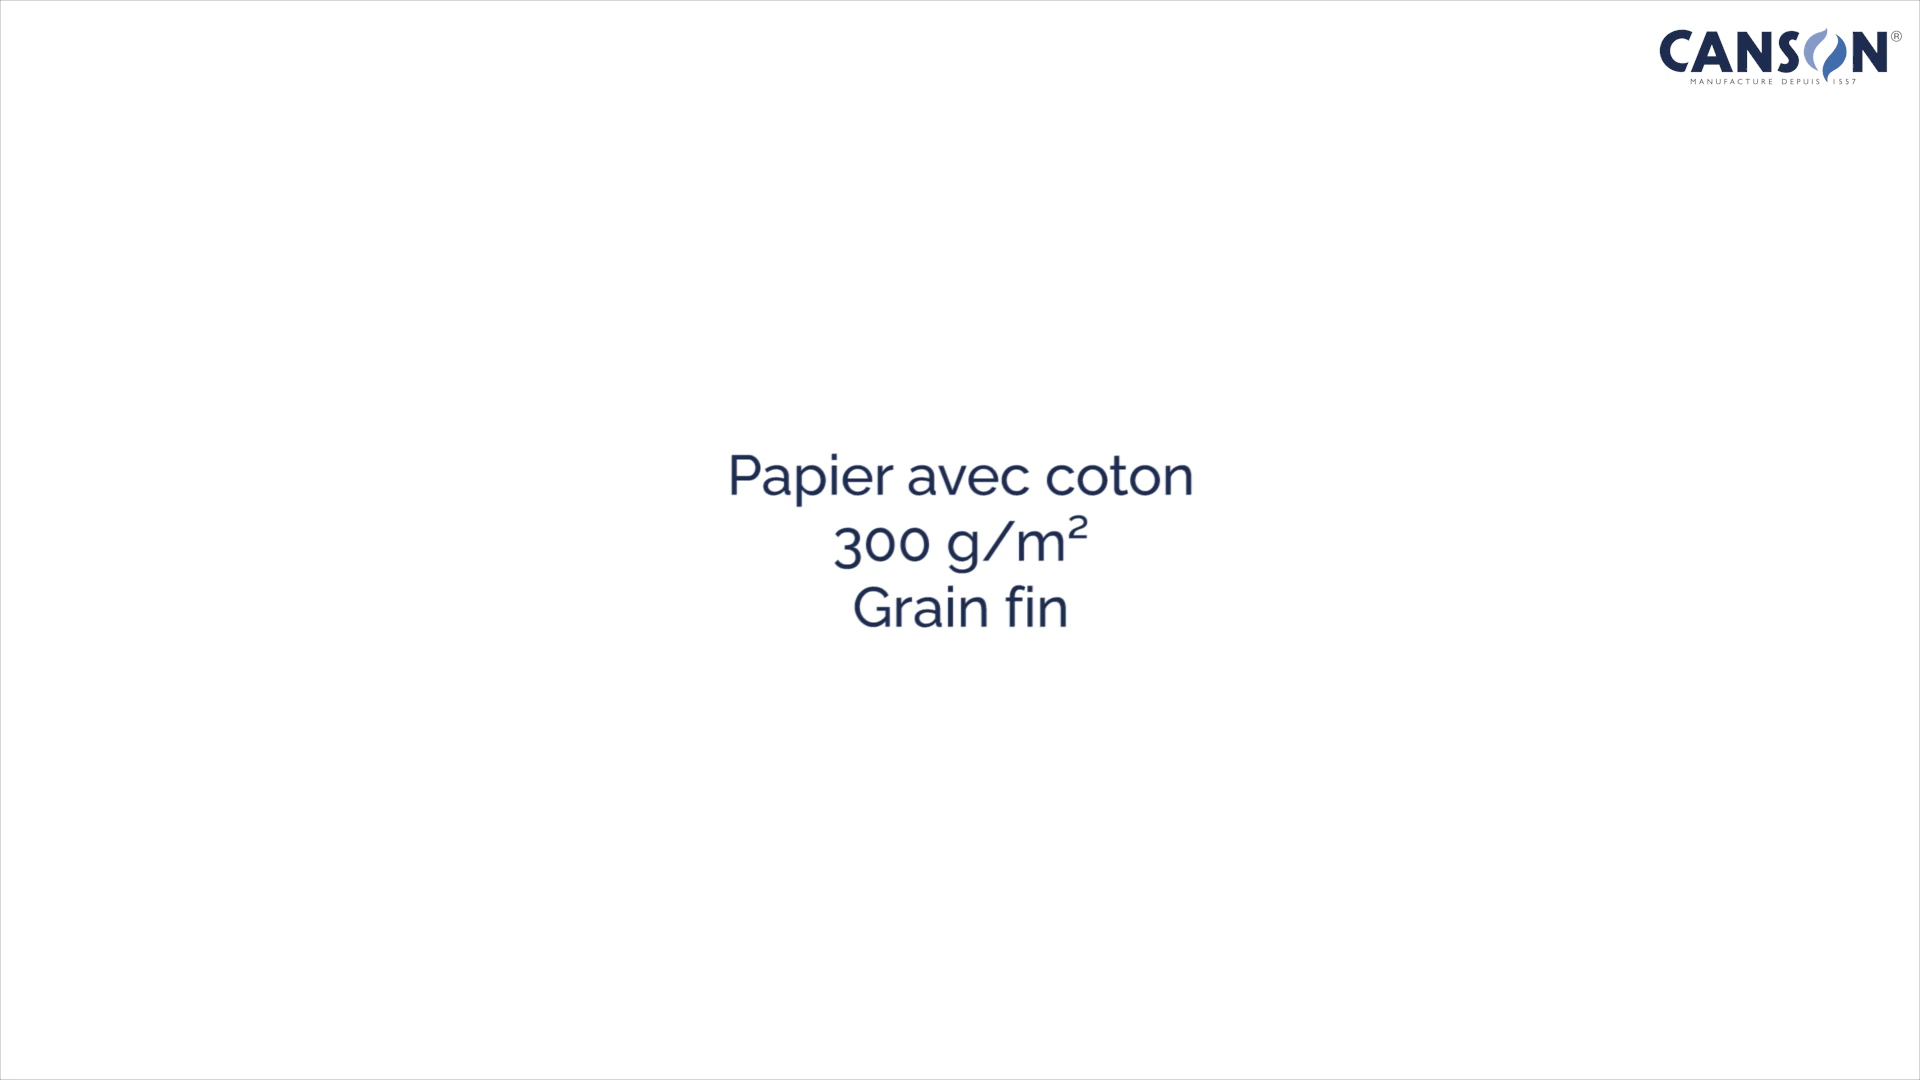 CANSON®
MANUFACTURE DEPUIS 1557
Papier avec coton
300 g/m²
Grain fin